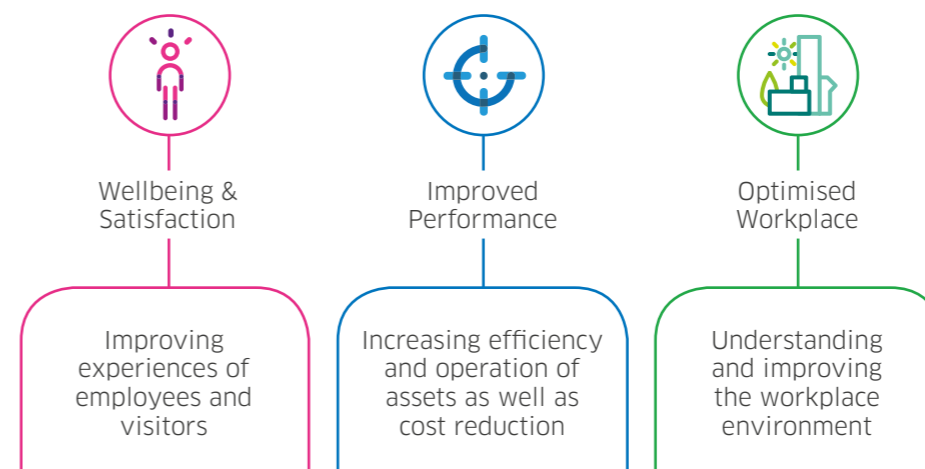 Wellbeing &
Satisfaction
Improving
experiences of
employees and
visitors
Improved
Performance
Increasing efficiency
and operation of
assets as well as
cost reduction
Optimised
Workplace
Understanding
and improving
the workplace
environment